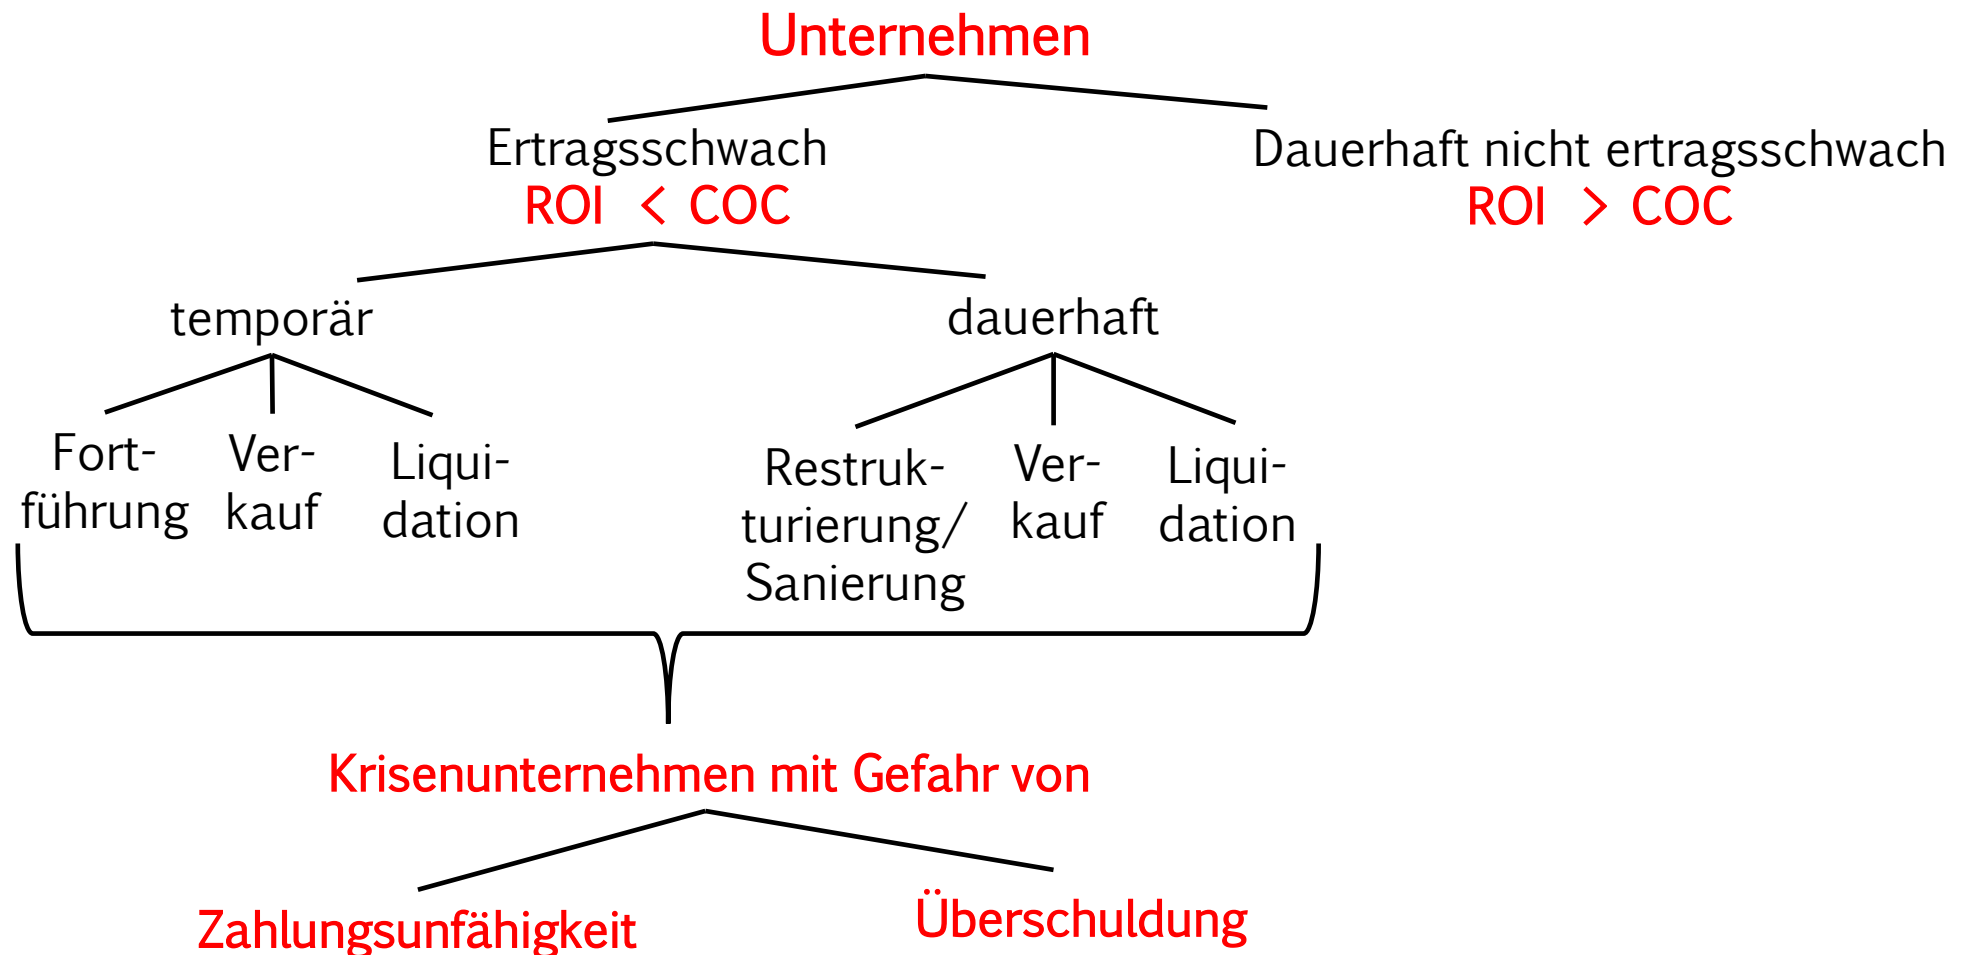 Unternehmen
Ertragsschwach
ROI < COC
Dauerhaft nicht ertragsschwach
ROI > COC
temporär
dauerhaft
Fort-
führung
Ver-
kauf
Liqui-
dation
Restruk-
turierung/
Sanierung
Ver-
kauf
Liqui-
dation
Krisenunternehmen mit Gefahr von
Zahlungsunfähigkeit
Überschuldung